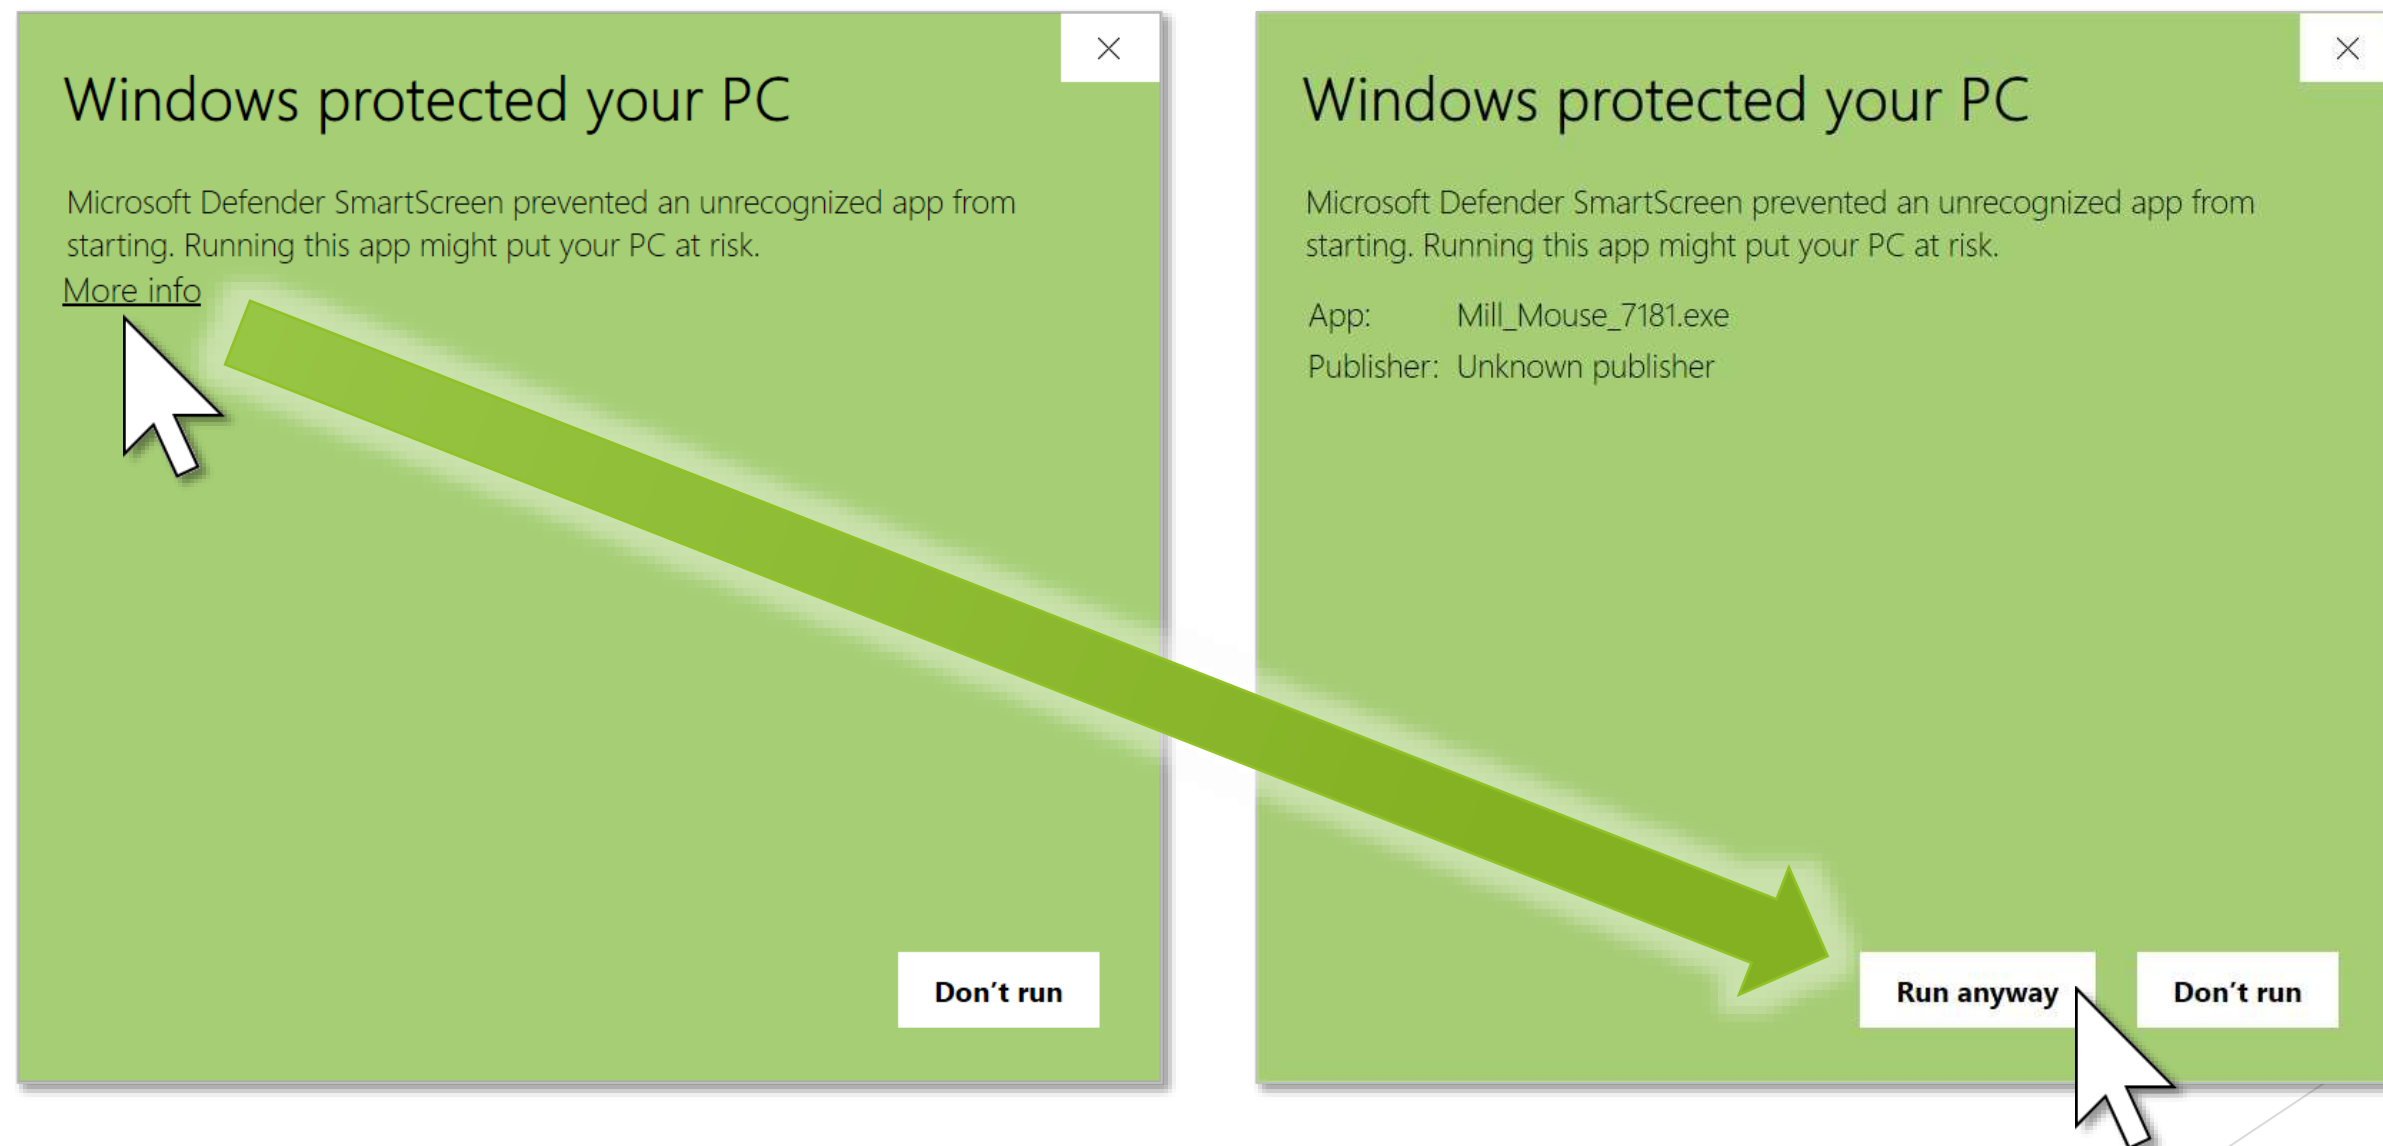 Windows protected your PC
Microsoft Defender SmartScreen prevented an unrecognized app from
starting. Running this app might put your PC at risk.
More info
Don't run
Windows protected your PC
Microsoft Defender SmartScreen prevented an unrecognized app from
starting. Running this app might put your PC at risk.
App: Mill_Mouse_7181.exe
Publisher: Unknown publisher
Run anyway Don't run